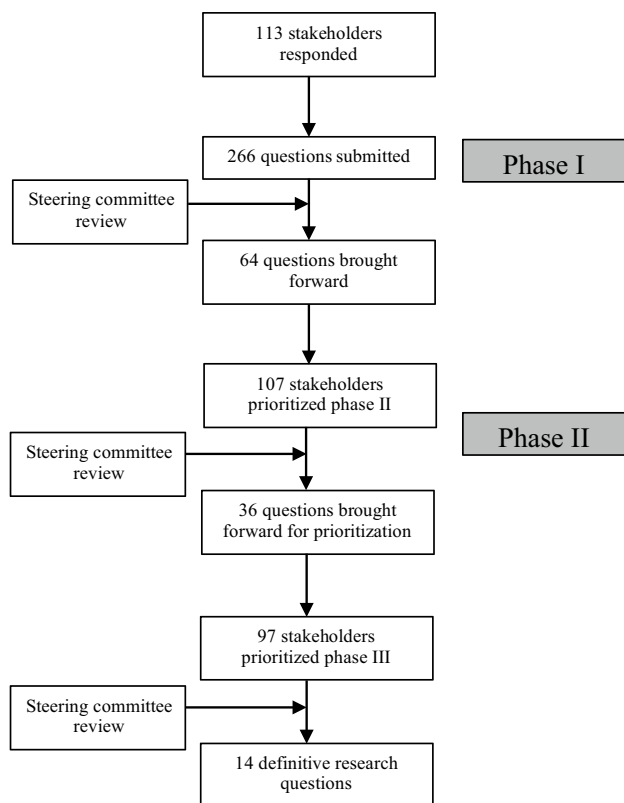 113 stakeholders
responded
266 questions submitted
Phase I
Steering committee
review
64 questions brought
forward
107 stakeholders
prioritized phase II
Phase II
Steering committee
review
36 questions brought
forward for prioritization
97 stakeholders
prioritized phase III
Steering committee
review
14 definitive research
questions